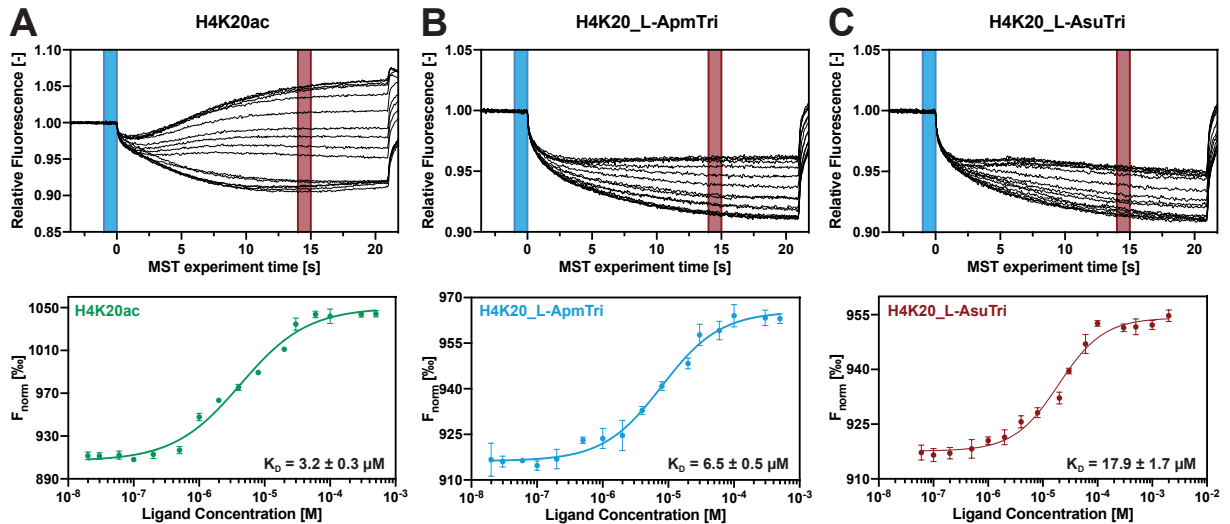 A
H4K20ac
Relative Fluorescence [-]
1.10
1.05
1.00
0.95
0.90
0.85
0
5
10
15
20
MST experiment time [s]
B
H4K20_L-ApmTri
Relative Fluorescence [-]
1.05
1.00
0.95
0.90
0
5
10
15
20
MST experiment time [s]
C
H4K20_L-AsuTri
Relative Fluorescence [-]
1.05
1.00
0.95
0.90
0
5
10
15
20
MST experiment time [s]
H4K20ac
Fnorm [‰]
1050
1010
970
930
890
KD = 3.2 ± 0.3 µM
10-8
10-7
10-6
10-5
10-4
10-3
Ligand Concentration [M]
H4K20_L-ApmTri
Fnorm [‰]
970
955
940
925
910
KD = 6.5 ± 0.5 µM
10-8
10-7
10-6
10-5
10-4
10-3
Ligand Concentration [M]
H4K20_L-AsuTri
Fnorm [‰]
955
940
925
910
KD = 17.9 ± 1.7 µM
10-8
10-7
10-6
10-5
10-4
10-3
10-2
Ligand Concentration [M]